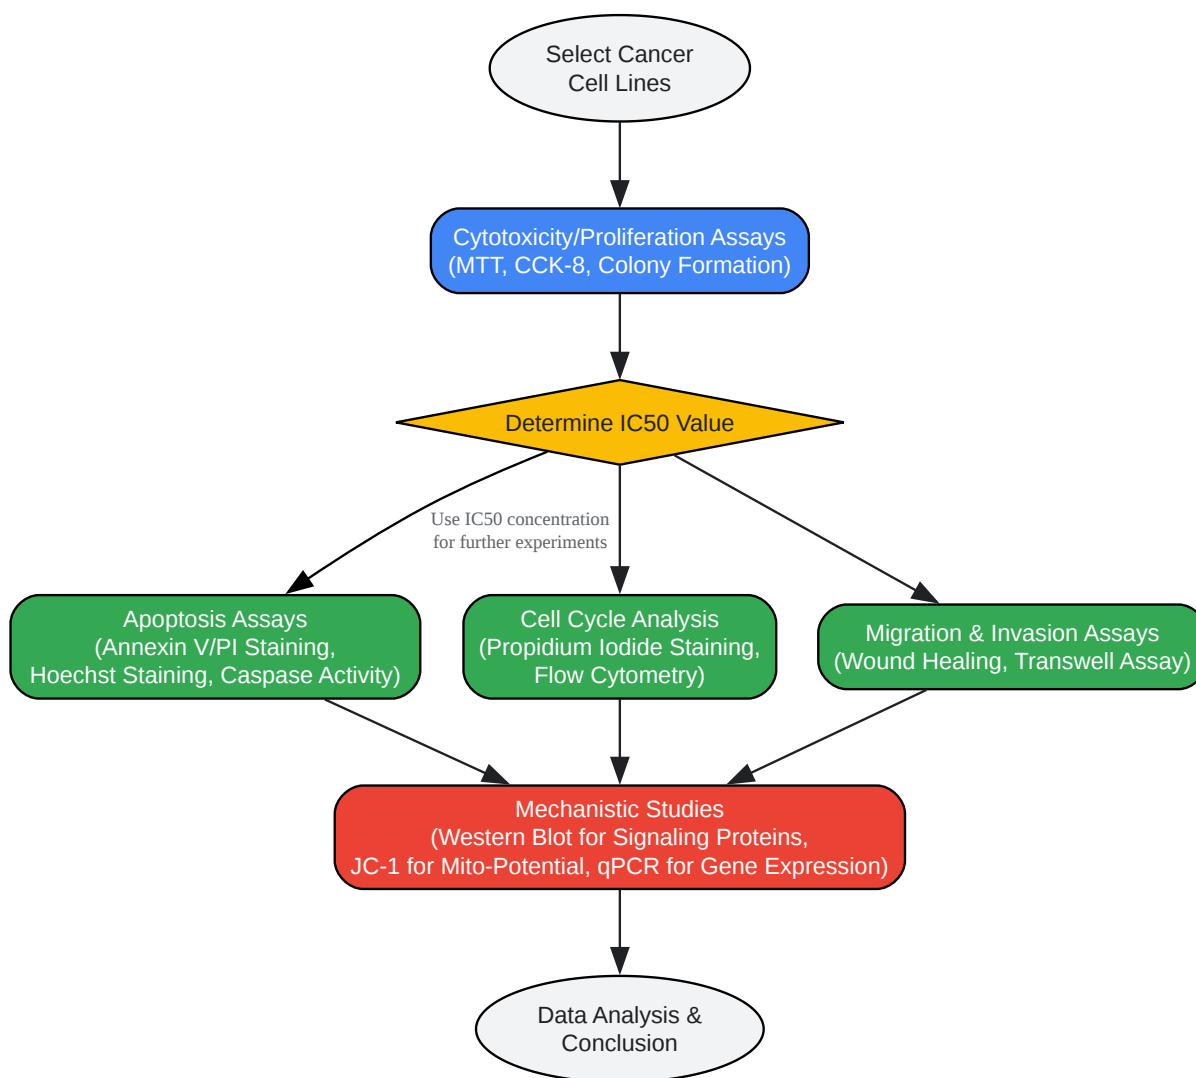 Select Cancer
Cell Lines
Cytotoxicity/Proliferation Assays
(MTT, CCK-8, Colony Formation)
Determine IC50 Value
Use IC50 concentration
for further experiments
Apoptosis Assays
(Annexin V/PI Staining,
Hoechst Staining, Caspase Activity)
Cell Cycle Analysis
(Propidium Iodide Staining,
Flow Cytometry)
Migration & Invasion Assays
(Wound Healing, Transwell Assay)
Mechanistic Studies
(Western Blot for Signaling Proteins,
JC-1 for Mito-Potential, qPCR for Gene Expression)
Data Analysis &
Conclusion